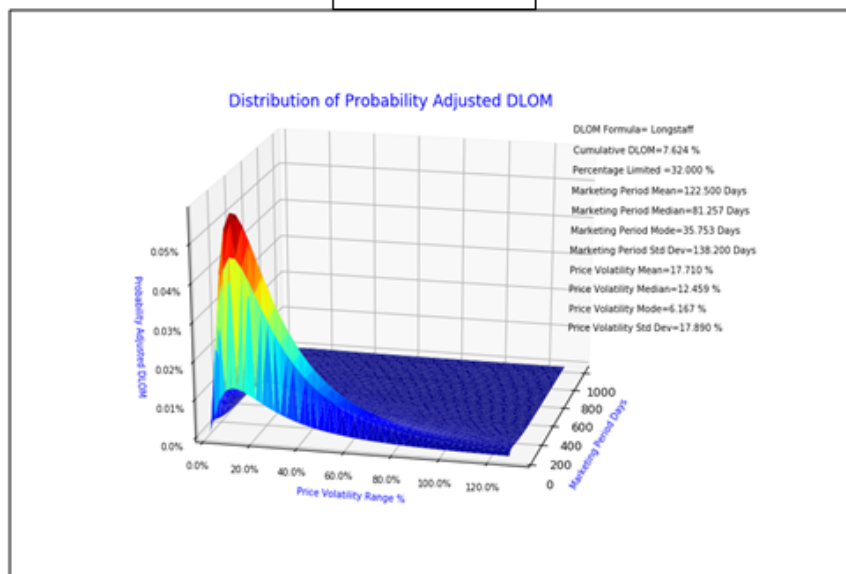 Distribution of Probability Adjusted DLOM
DLOM Formula= Longstaff
Cumulative DLOM=7.624 %
Percentage Limited =32.000 %
Marketing Period Mean=122.500 Days
Marketing Period Median=81.257 Days
Marketing Period Mode=35.753 Days
Marketing Period Std Dev=138.200 Days
Price Volatility Mean=17.710 %
Price Volatility Median=12.459 %
Price Volatility Mode=6.167 %
Price Volatility Std Dev=17.890 %
Probability Adjusted DLOM
0.05%
0.04%
0.03%
0.02%
0.01%
0.0%
0.0%
20.0%
40.0%
60.0%
80.0%
100.0%
120.0%
Price Volatility Range %
0
200
400
600
800
1000
Marketing Period Days